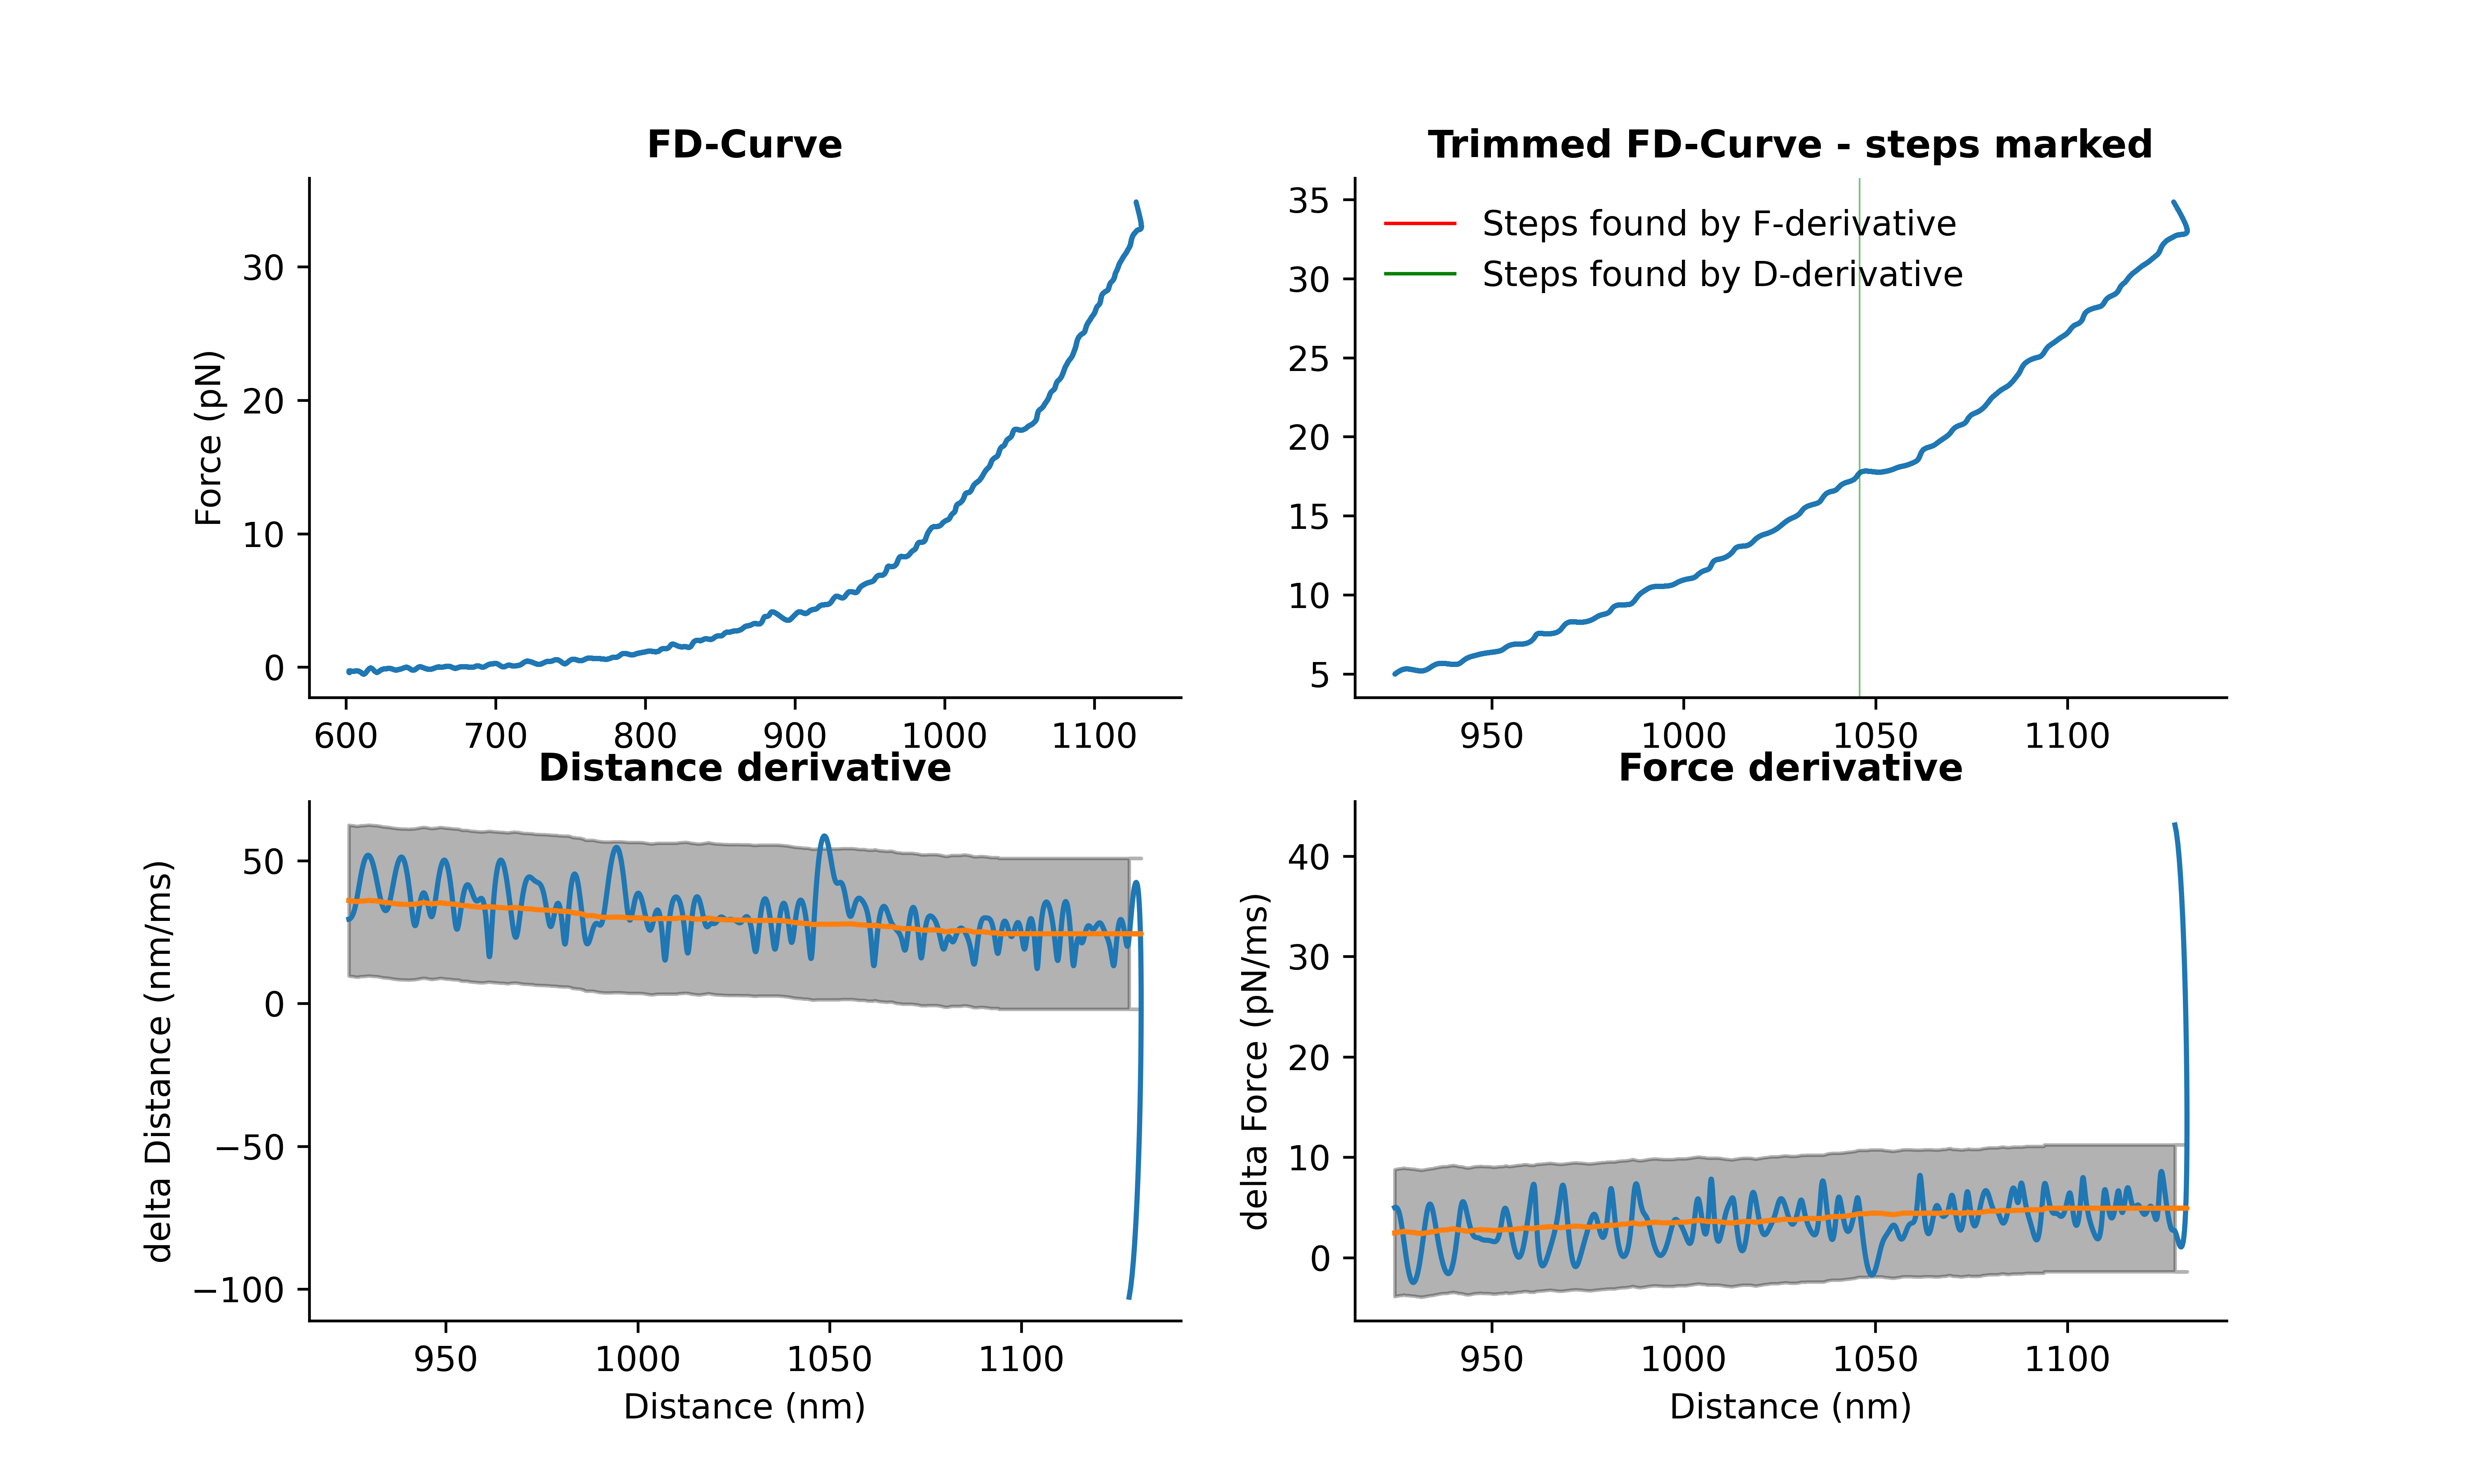 FD-Curve
Force (pN)
30
20
10
0
600 700 800 900 1000 1100
Trimmed FD-Curve - steps marked
Steps found by F-derivative
Steps found by D-derivative
35
30
25
20
15
10
5
950 1000 1050 1100
Distance derivative
delta Distance (nm/ms)
50
0
−50
−100
950 1000 1050 1100
Distance (nm)
Force derivative
delta Force (pN/ms)
40
30
20
10
0
950 1000 1050 1100
Distance (nm)